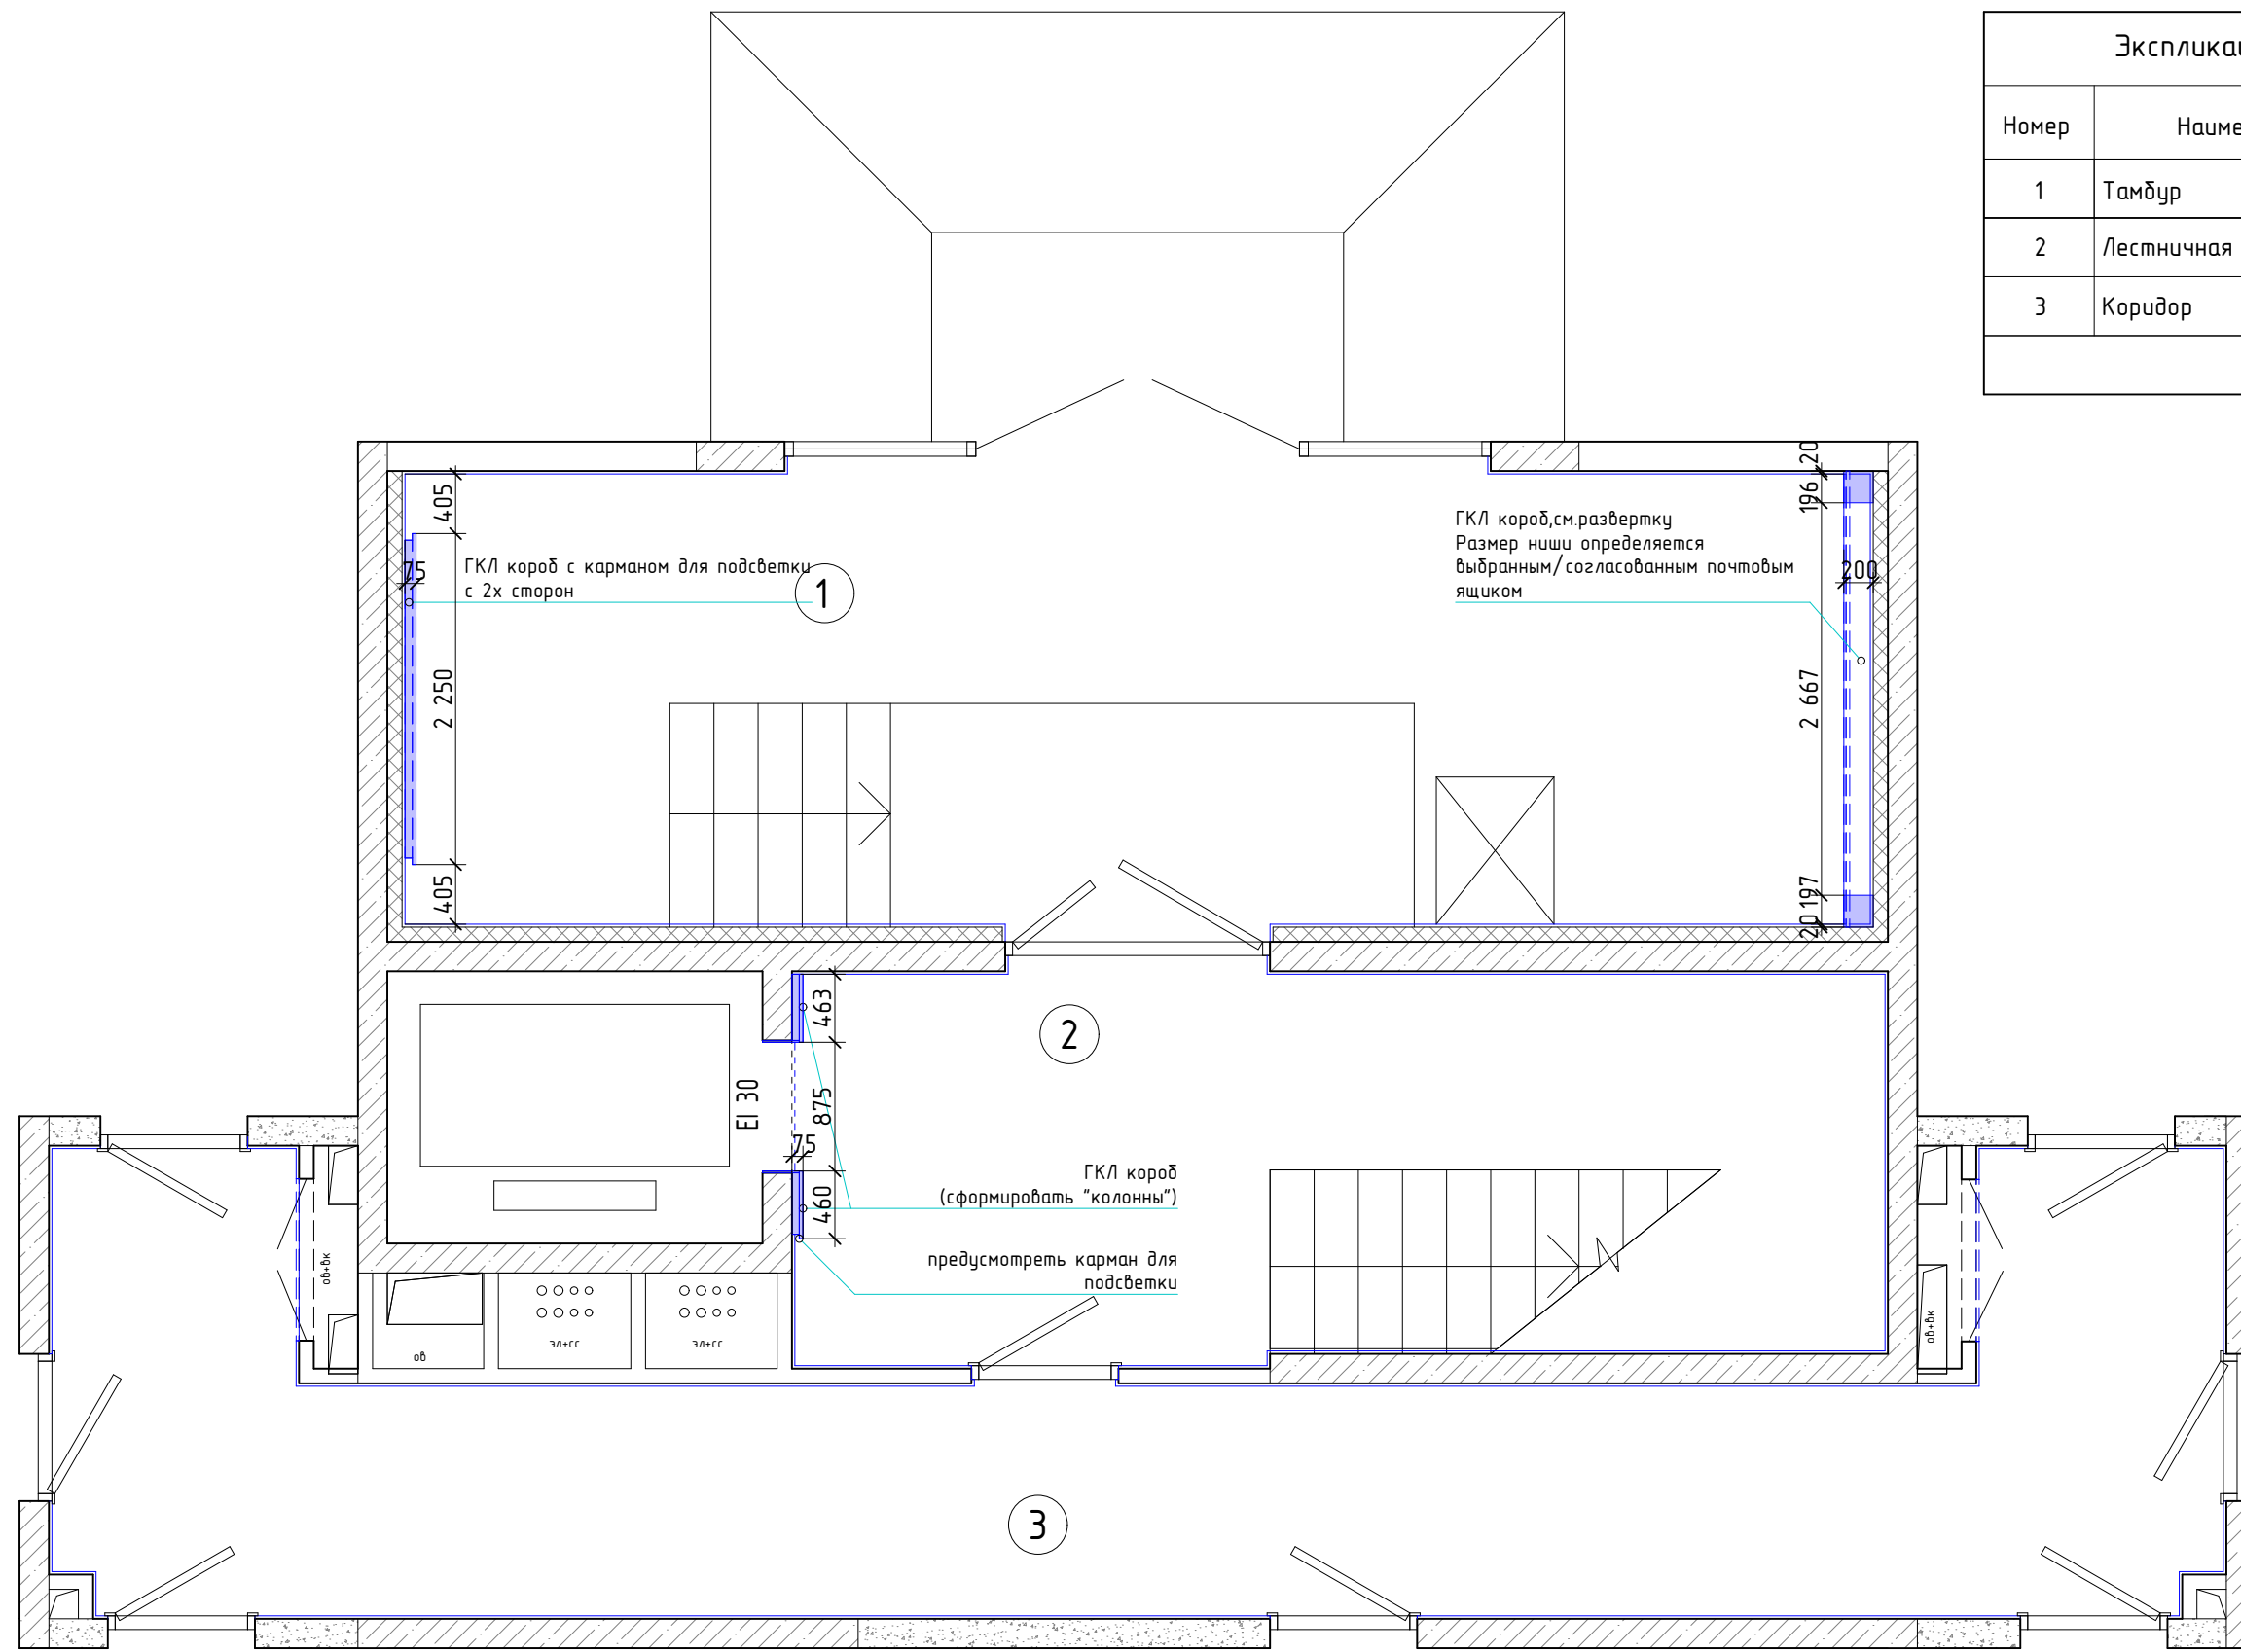 Экспликац
Номер
Наиме
1
Тамбур
2
Лестничная
3
Коридор
405
75
ГКЛ короб с карманом для подсветки
с 2х сторон
1
2 250
405
ГКЛ короб,см.развертку
Размер ниши определяется
выбранным/согласованным почтовым
ящиком
20
196
200
2 667
197
20
463
2
EI 30
875
75
460
ГКЛ короб
(сформировать "колонны")
предусмотреть карман для
подсветки
ов+вк
ов
эл+сс
эл+сс
ов+вк
3